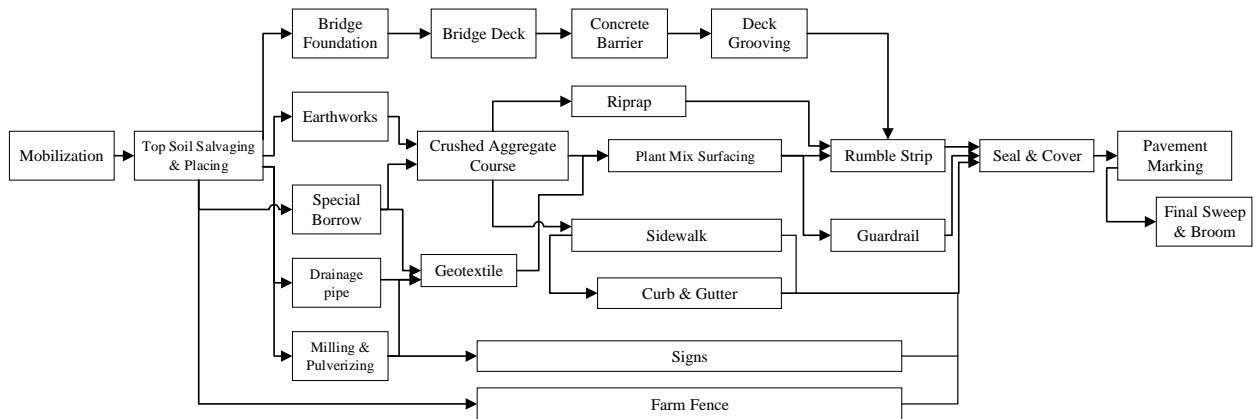 Bridge
Foundation
Bridge Deck
Concrete
Barrier
Deck
Grooving
Mobilization
Top Soil Salvaging
& Placing
Earthworks
Crushed Aggregate
Course
Riprap
Plant Mix Surfacing
Rumble Strip
Seal & Cover
Pavement
Marking
Special
Borrow
Sidewalk
Guardrail
Final Sweep
& Broom
Drainage
pipe
Geotextile
Curb & Gutter
Milling &
Pulverizing
Signs
Farm Fence